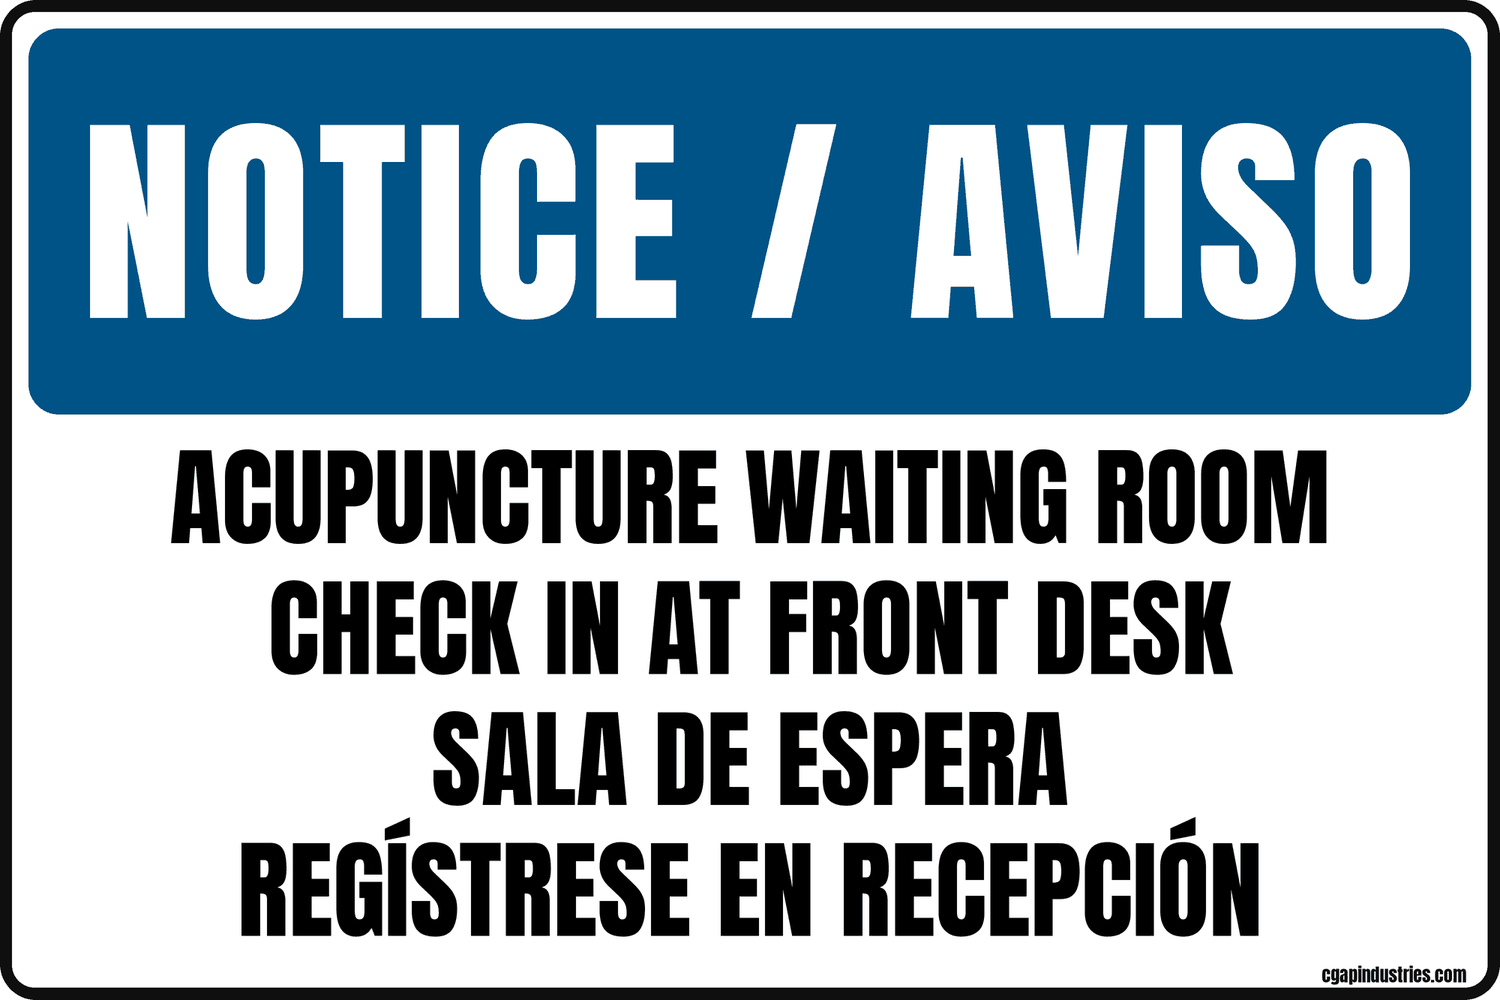 NOTICE / AVISO
ACUPUNCTURE WAITING ROOM
CHECK IN AT FRONT DESK
SALA DE ESPERA
REGÍSTRESE EN RECEPCIÓN
cgapindustries.com